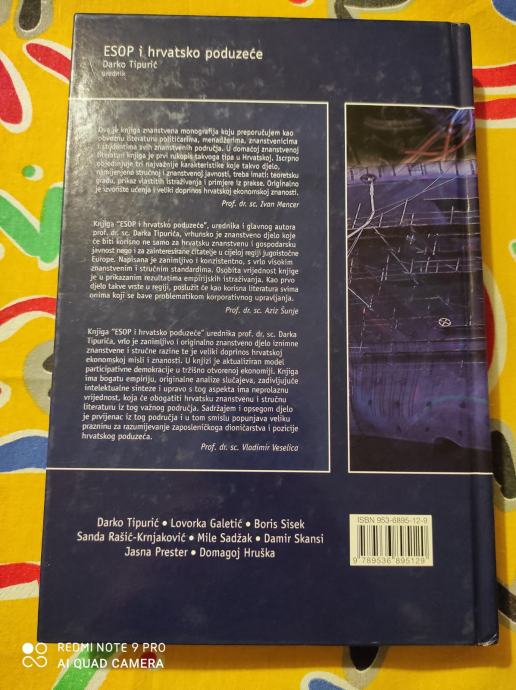 ESOP i hrvatsko poduzeće
Darko Tipurić
urednik
Ova je knjiga znanstvena monografija koju preporučujem kao
obveznu literaturu političarima, menadžerima, znanstvenicima
i studentima svih znanstvenih područja. U domaćoj znanstvenoj
literaturi knjiga je prvi rukopis takvoga tipa u Hrvatskoj. Iscrpno
objedinjuje tri najvažnije karakteristike koje takvo djelo,
namijenjeno stručnoj i znanstvenoj javnosti, treba imati: teoretsku
građu, prikaz vlastitih istraživanja i primjere iz prakse. Originalno
je izvorište učenja i veliki doprinos hrvatskoj ekonomskoj znanosti.
Prof. dr. sc. Ivan Mencer
Knjiga "ESOP i hrvatsko poduzeće", urednika i glavnog autora
prof. dr. sc. Darka Tipurića, vrhunsko je znanstveno djelo koje
će biti korisno ne samo za hrvatsku znanstvenu i gospodarsku
javnost nego i za zainteresirane čitatelje u cijeloj regiji jugoistočne
Europe. Napisana je zanimljivo i konzistentno, s vrlo visokim
znanstvenim i stručnim standardima. Osobita vrijednost knjige
je u prikazanim rezultatima empirijskih istraživanja. Kao prvo
djelo takve vrste u regiji, poslužit će kao korisna literatura svima
onima koji se bave problematikom korporativnog upravljanja.
Prof. dr. sc. Aziz Šunje
Knjiga "ESOP i hrvatsko poduzeće" urednika prof. dr. sc. Darka
Tipurića, vrlo je zanimljivo i originalno znanstveno djelo iznimne
znanstvene i stručne razine te je veliki doprinos hrvatskoj
ekonomskoj misli i znanosti. U knjizi je aktualiziran model
participativne demokracije u tržišno otvorenoj ekonomiji. Knjiga
ima bogatu empiriju, originalne analize slučajeva, zadivljujuće
intelektualne sinteze i upravo s tog aspekta ima neprolaznu
vrijednost, koja će obogatiti hrvatsku znanstvenu i stručnu
literaturu iz tog važnog područja. Sadržajem i opsegom djelo
je prvijenac iz tog područja i u tom smislu popunjava veliku
prazninu za razumijevanje zaposleničkoga dioničarstva i pozicije
hrvatskog poduzeća.
Prof. dr. sc. Vladimir Veselica
Darko Tipurić • Lovorka Galetić • Boris Sisek
Sanda Rašić-Krnjaković • Mile Sadžak • Damir Skansi
Jasna Prester • Domagoj Hruška
ISBN 953-6895-12-9
9 789536 895129
REDMI NOTE 9 PRO
AI QUAD CAMERA